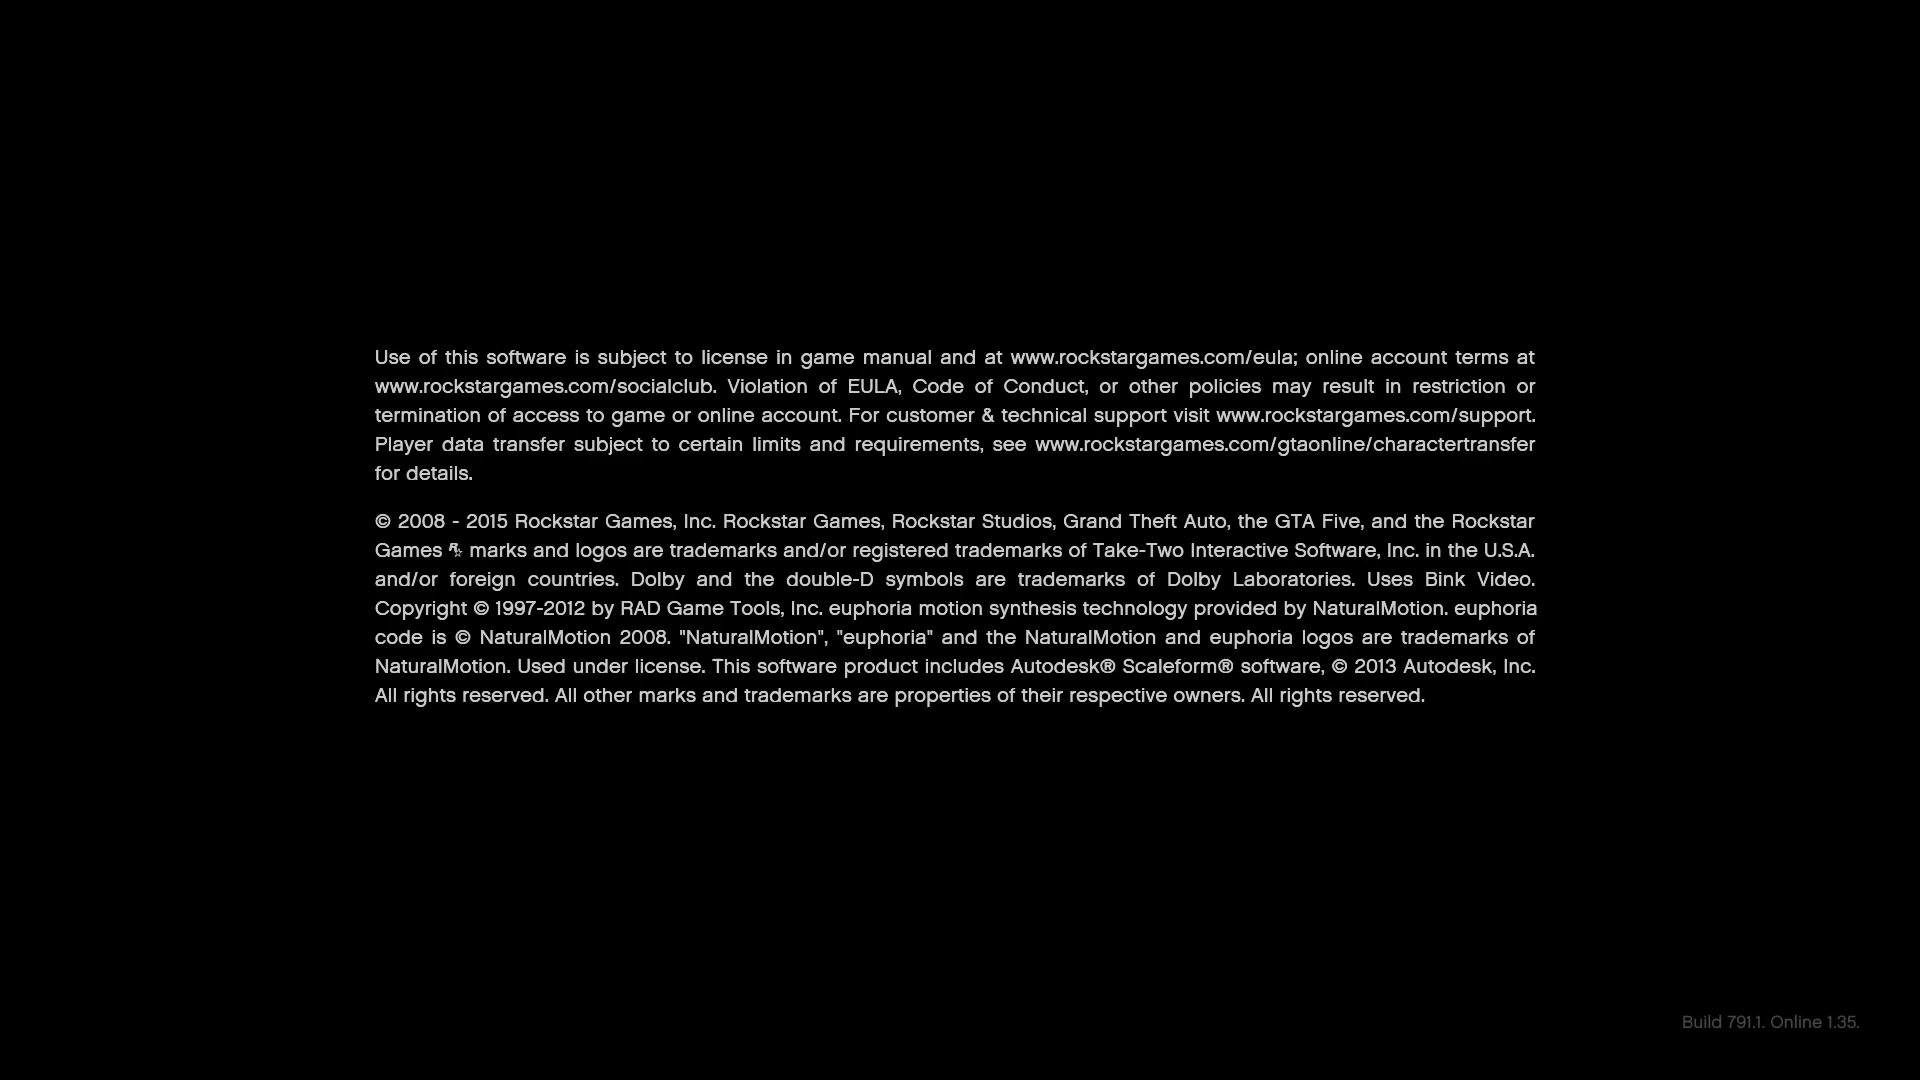 Use of this software is subject to license in game manual and at www.rockstargames.com/eula; online account terms at
www.rockstargames.com/socialclub. Violation of EULA, Code of Conduct, or other policies may result in restriction or
termination of access to game or online account. For customer & technical support visit www.rockstargames.com/support.
Player data transfer subject to certain limits and requirements, see www.rockstargames.com/gtaonline/charactertransfer
for details.
© 2008 - 2015 Rockstar Games, Inc. Rockstar Games, Rockstar Studios, Grand Theft Auto, the GTA Five, and the Rockstar
Games R* marks and logos are trademarks and/or registered trademarks of Take-Two Interactive Software, Inc. in the U.S.A.
and/or foreign countries. Dolby and the double-D symbols are trademarks of Dolby Laboratories. Uses Bink Video.
Copyright © 1997-2012 by RAD Game Tools, Inc. euphoria motion synthesis technology provided by NaturalMotion. euphoria
code is © NaturalMotion 2008. "NaturalMotion", "euphoria" and the NaturalMotion and euphoria logos are trademarks of
NaturalMotion. Used under license. This software product includes Autodesk® Scaleform® software, © 2013 Autodesk, Inc.
All rights reserved. All other marks and trademarks are properties of their respective owners. All rights reserved.
Build 791.1. Online 1.35.